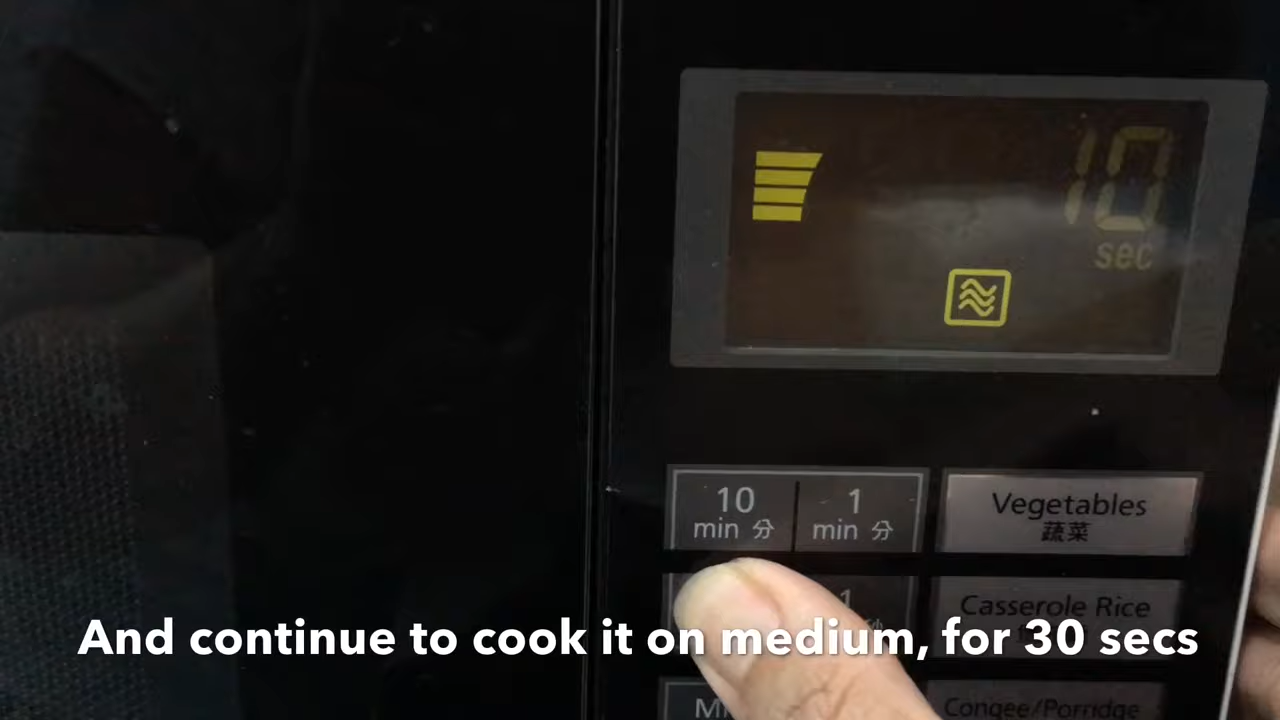 10
sec
10
min 分
1
min 分
Vegetables
蔬菜
1
Casserole Rice
Congee/Porridge
And continue to cook it on medium, for 30 secs